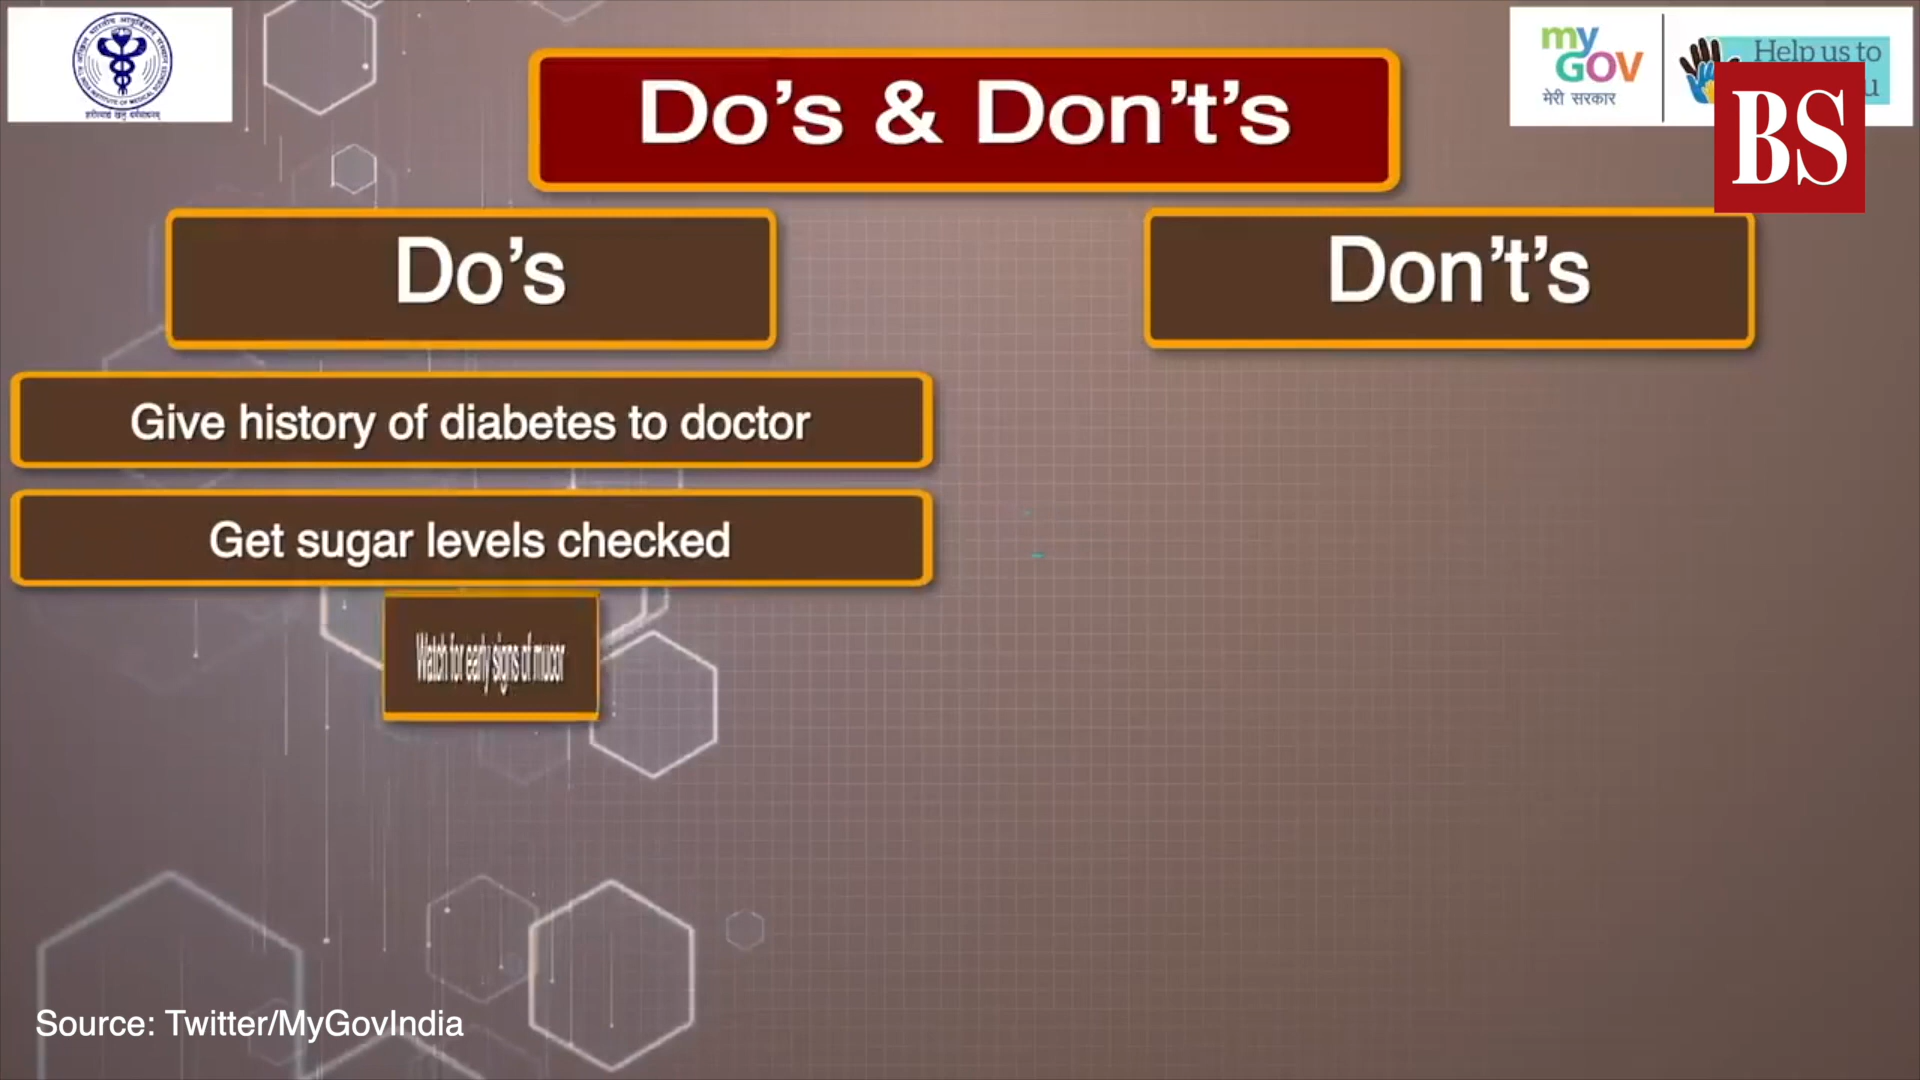 Do's & Don't's
my
GOV
मेरी सरकार
Help us to
u
BS
Do's
Don't's
Give history of diabetes to doctor
Get sugar levels checked
Watch for early signs of mucor
Source: Twitter/MyGovIndia